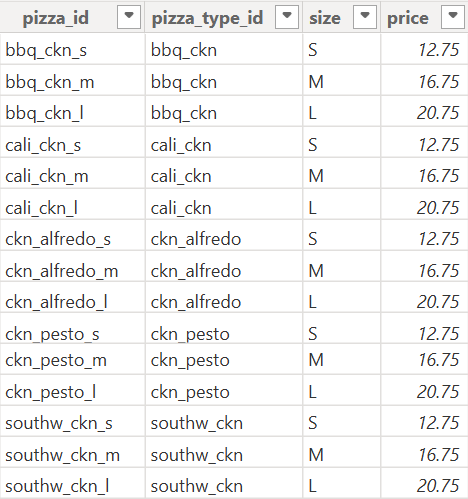 pizza_id pizza_type_id size price
bbq_ckn_s bbq_ckn S 12.75
bbq_ckn_m bbq_ckn M 16.75
bbq_ckn_l bbq_ckn L 20.75
cali_ckn_s cali_ckn S 12.75
cali_ckn_m cali_ckn M 16.75
cali_ckn_l cali_ckn L 20.75
ckn_alfredo_s ckn_alfredo S 12.75
ckn_alfredo_m ckn_alfredo M 16.75
ckn_alfredo_l ckn_alfredo L 20.75
ckn_pesto_s ckn_pesto S 12.75
ckn_pesto_m ckn_pesto M 16.75
ckn_pesto_l ckn_pesto L 20.75
southw_ckn_s southw_ckn S 12.75
southw_ckn_m southw_ckn M 16.75
southw_ckn_l southw_ckn L 20.75